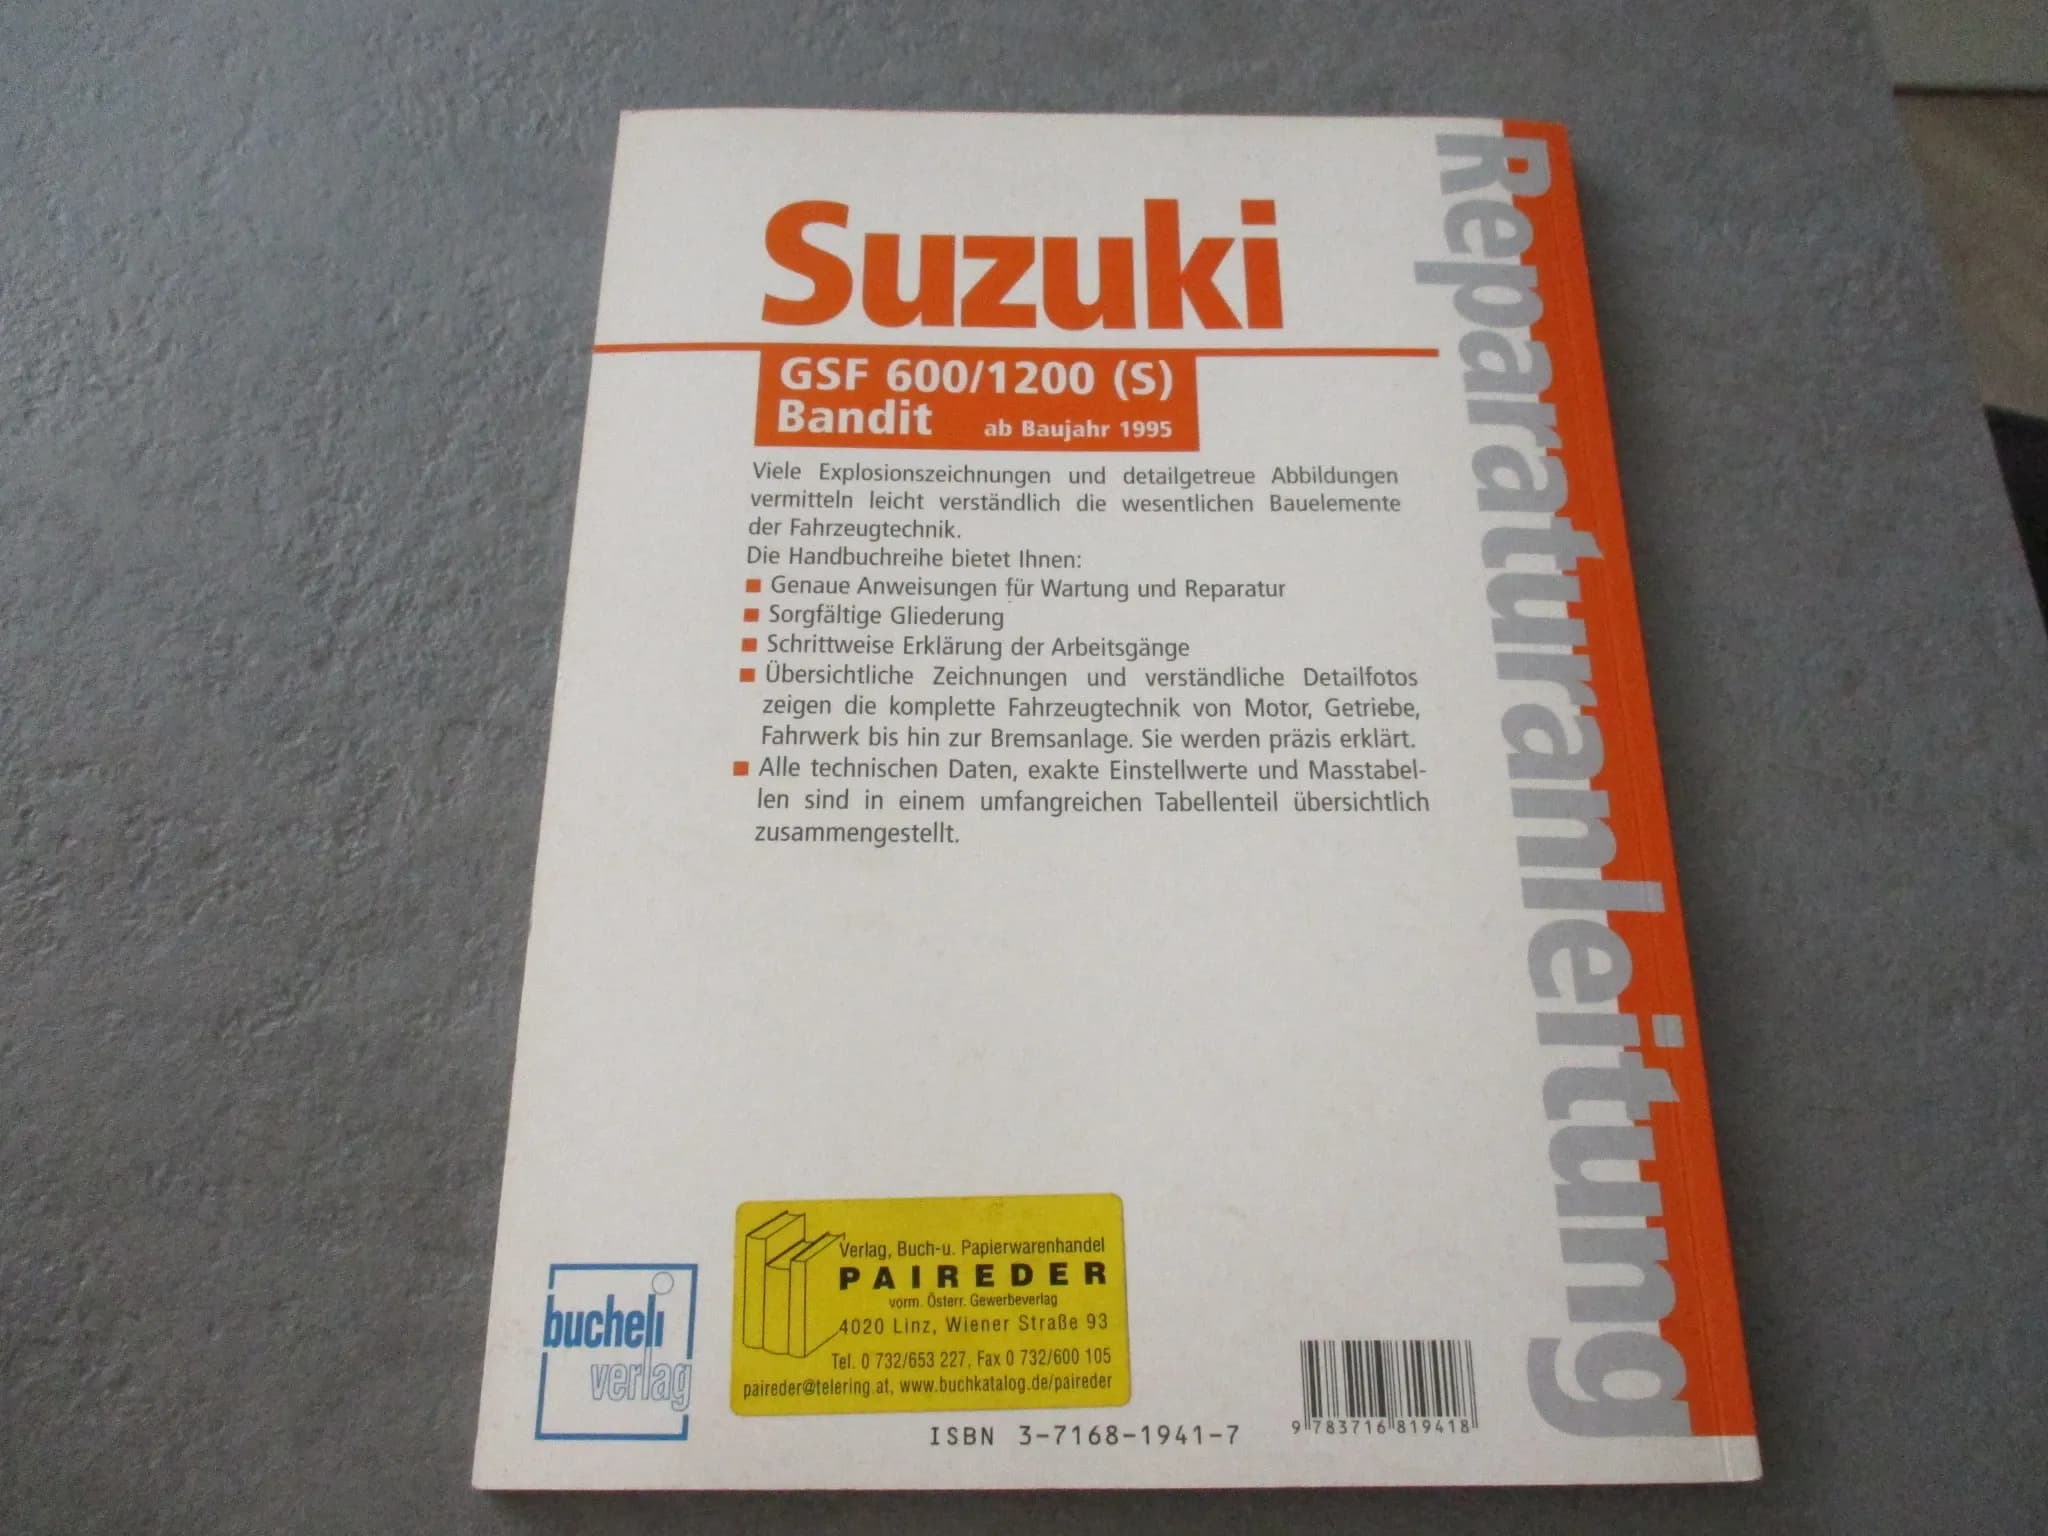 Suzuki
GSF 600/1200 (S)
Bandit ab Baujahr 1995
Viele Explosionszeichnungen und detailgetreue Abbildungen
vermitteln leicht verständlich die wesentlichen Bauelemente
der Fahrzeugtechnik.
Die Handbuchreihe bietet Ihnen:
Genaue Anweisungen für Wartung und Reparatur
Sorgfältige Gliederung
Schrittweise Erklärung der Arbeitsgänge
Übersichtliche Zeichnungen und verständliche Detailfotos
zeigen die komplette Fahrzeugtechnik von Motor, Getriebe,
Fahrwerk bis hin zur Bremsanlage. Sie werden präzis erklärt.
Alle technischen Daten, exakte Einstellwerte und Masstabel-
len sind in einem umfangreichen Tabellenteil übersichtlich
zusammengestellt.
Reparaturanleitung
bucheli
verlag
Verlag, Buch-u. Papierwarenhandel
PAIREDER
vorm. Österr. Gewerbeverlag
4020 Linz, Wiener Straße 93
Tel. 0 732/653 227, Fax 0 732/600 105
paireder@telering.at, www.buchkatalog.de/paireder
ISBN 3-7168-1941-7
9 783716 819418